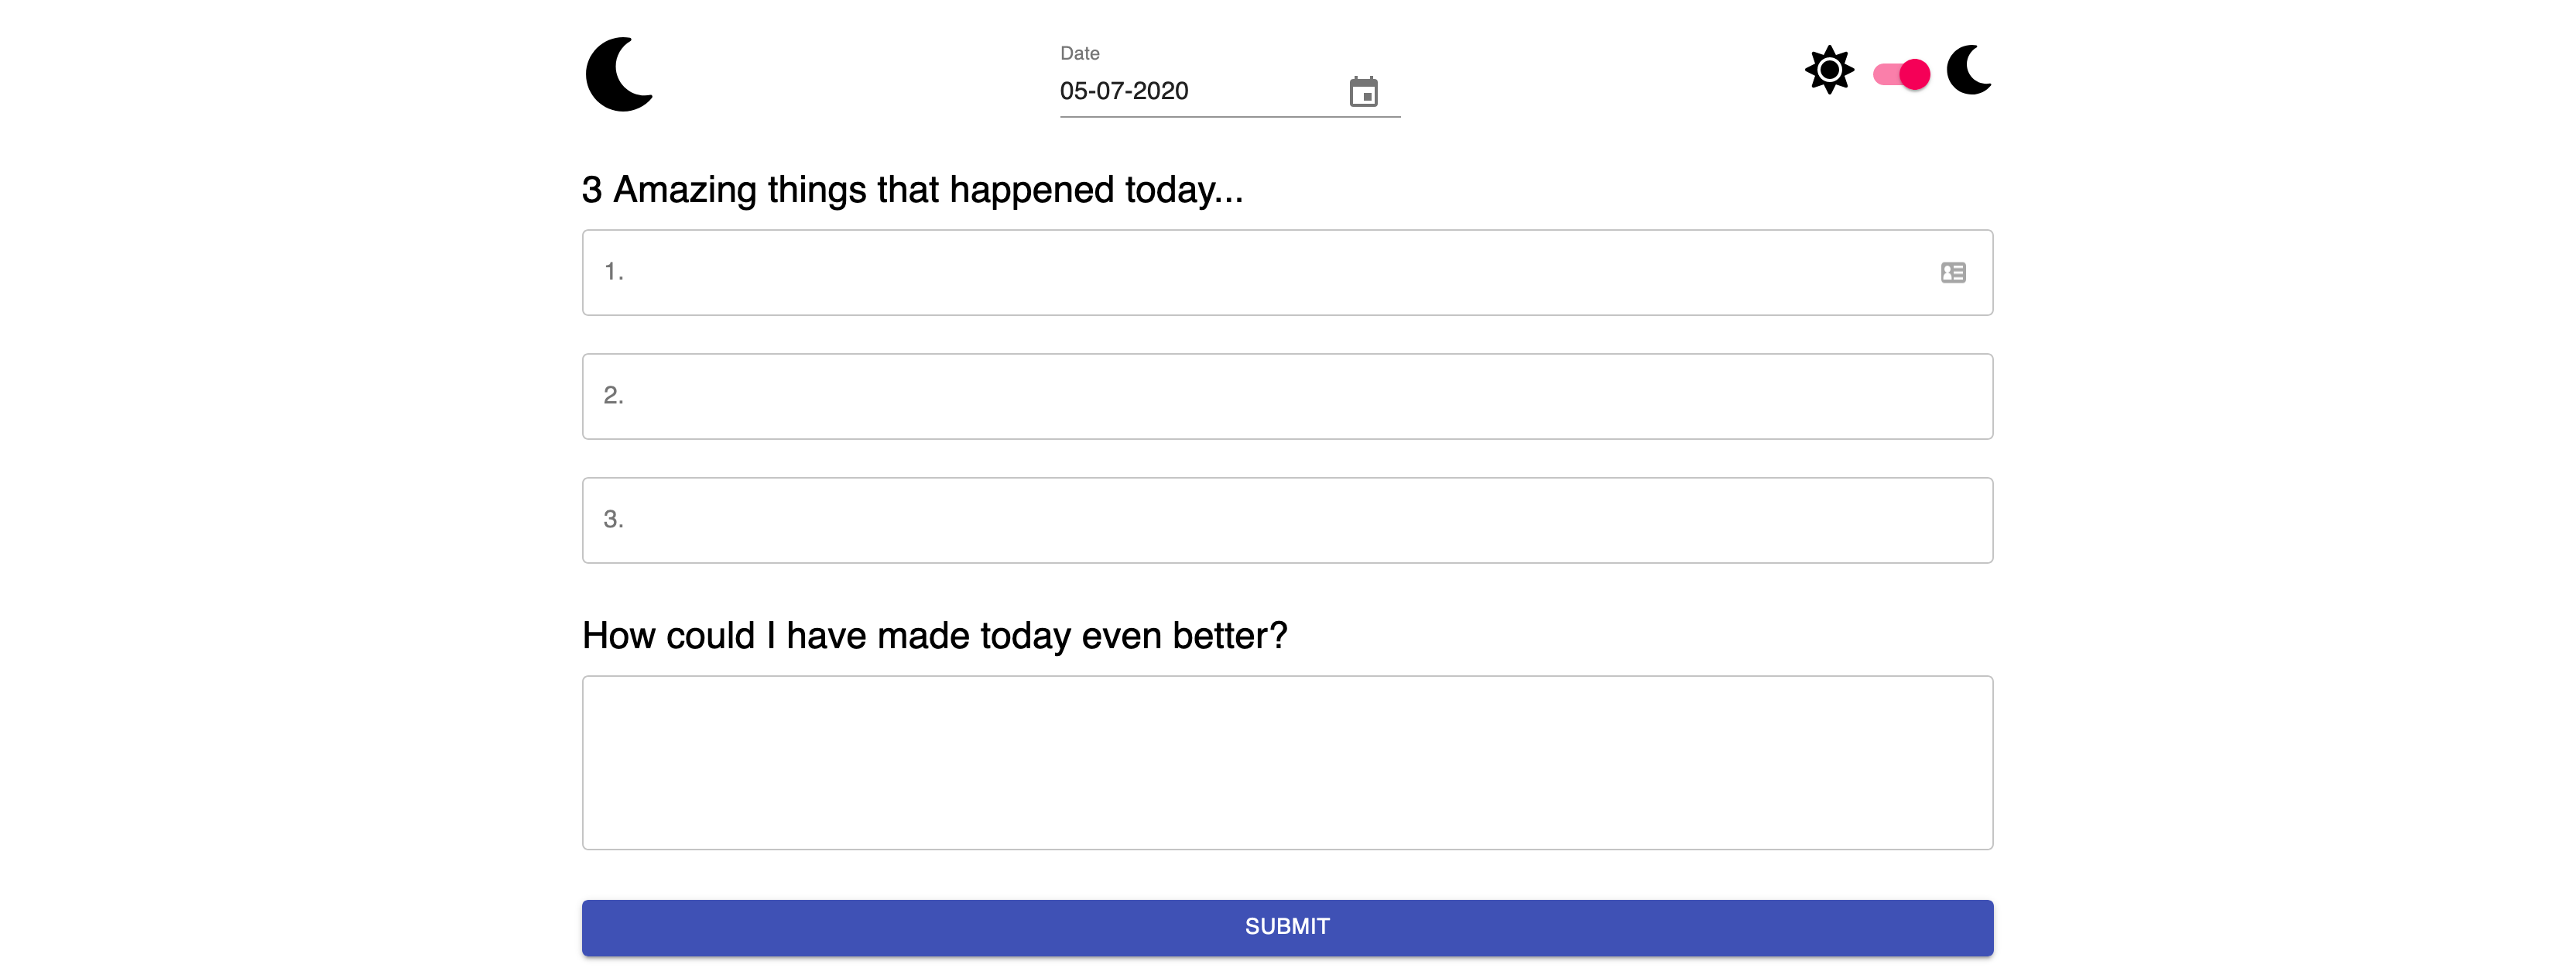 Date
05-07-2020
3 Amazing things that happened today...
1.
2.
3.
How could I have made today even better?
SUBMIT